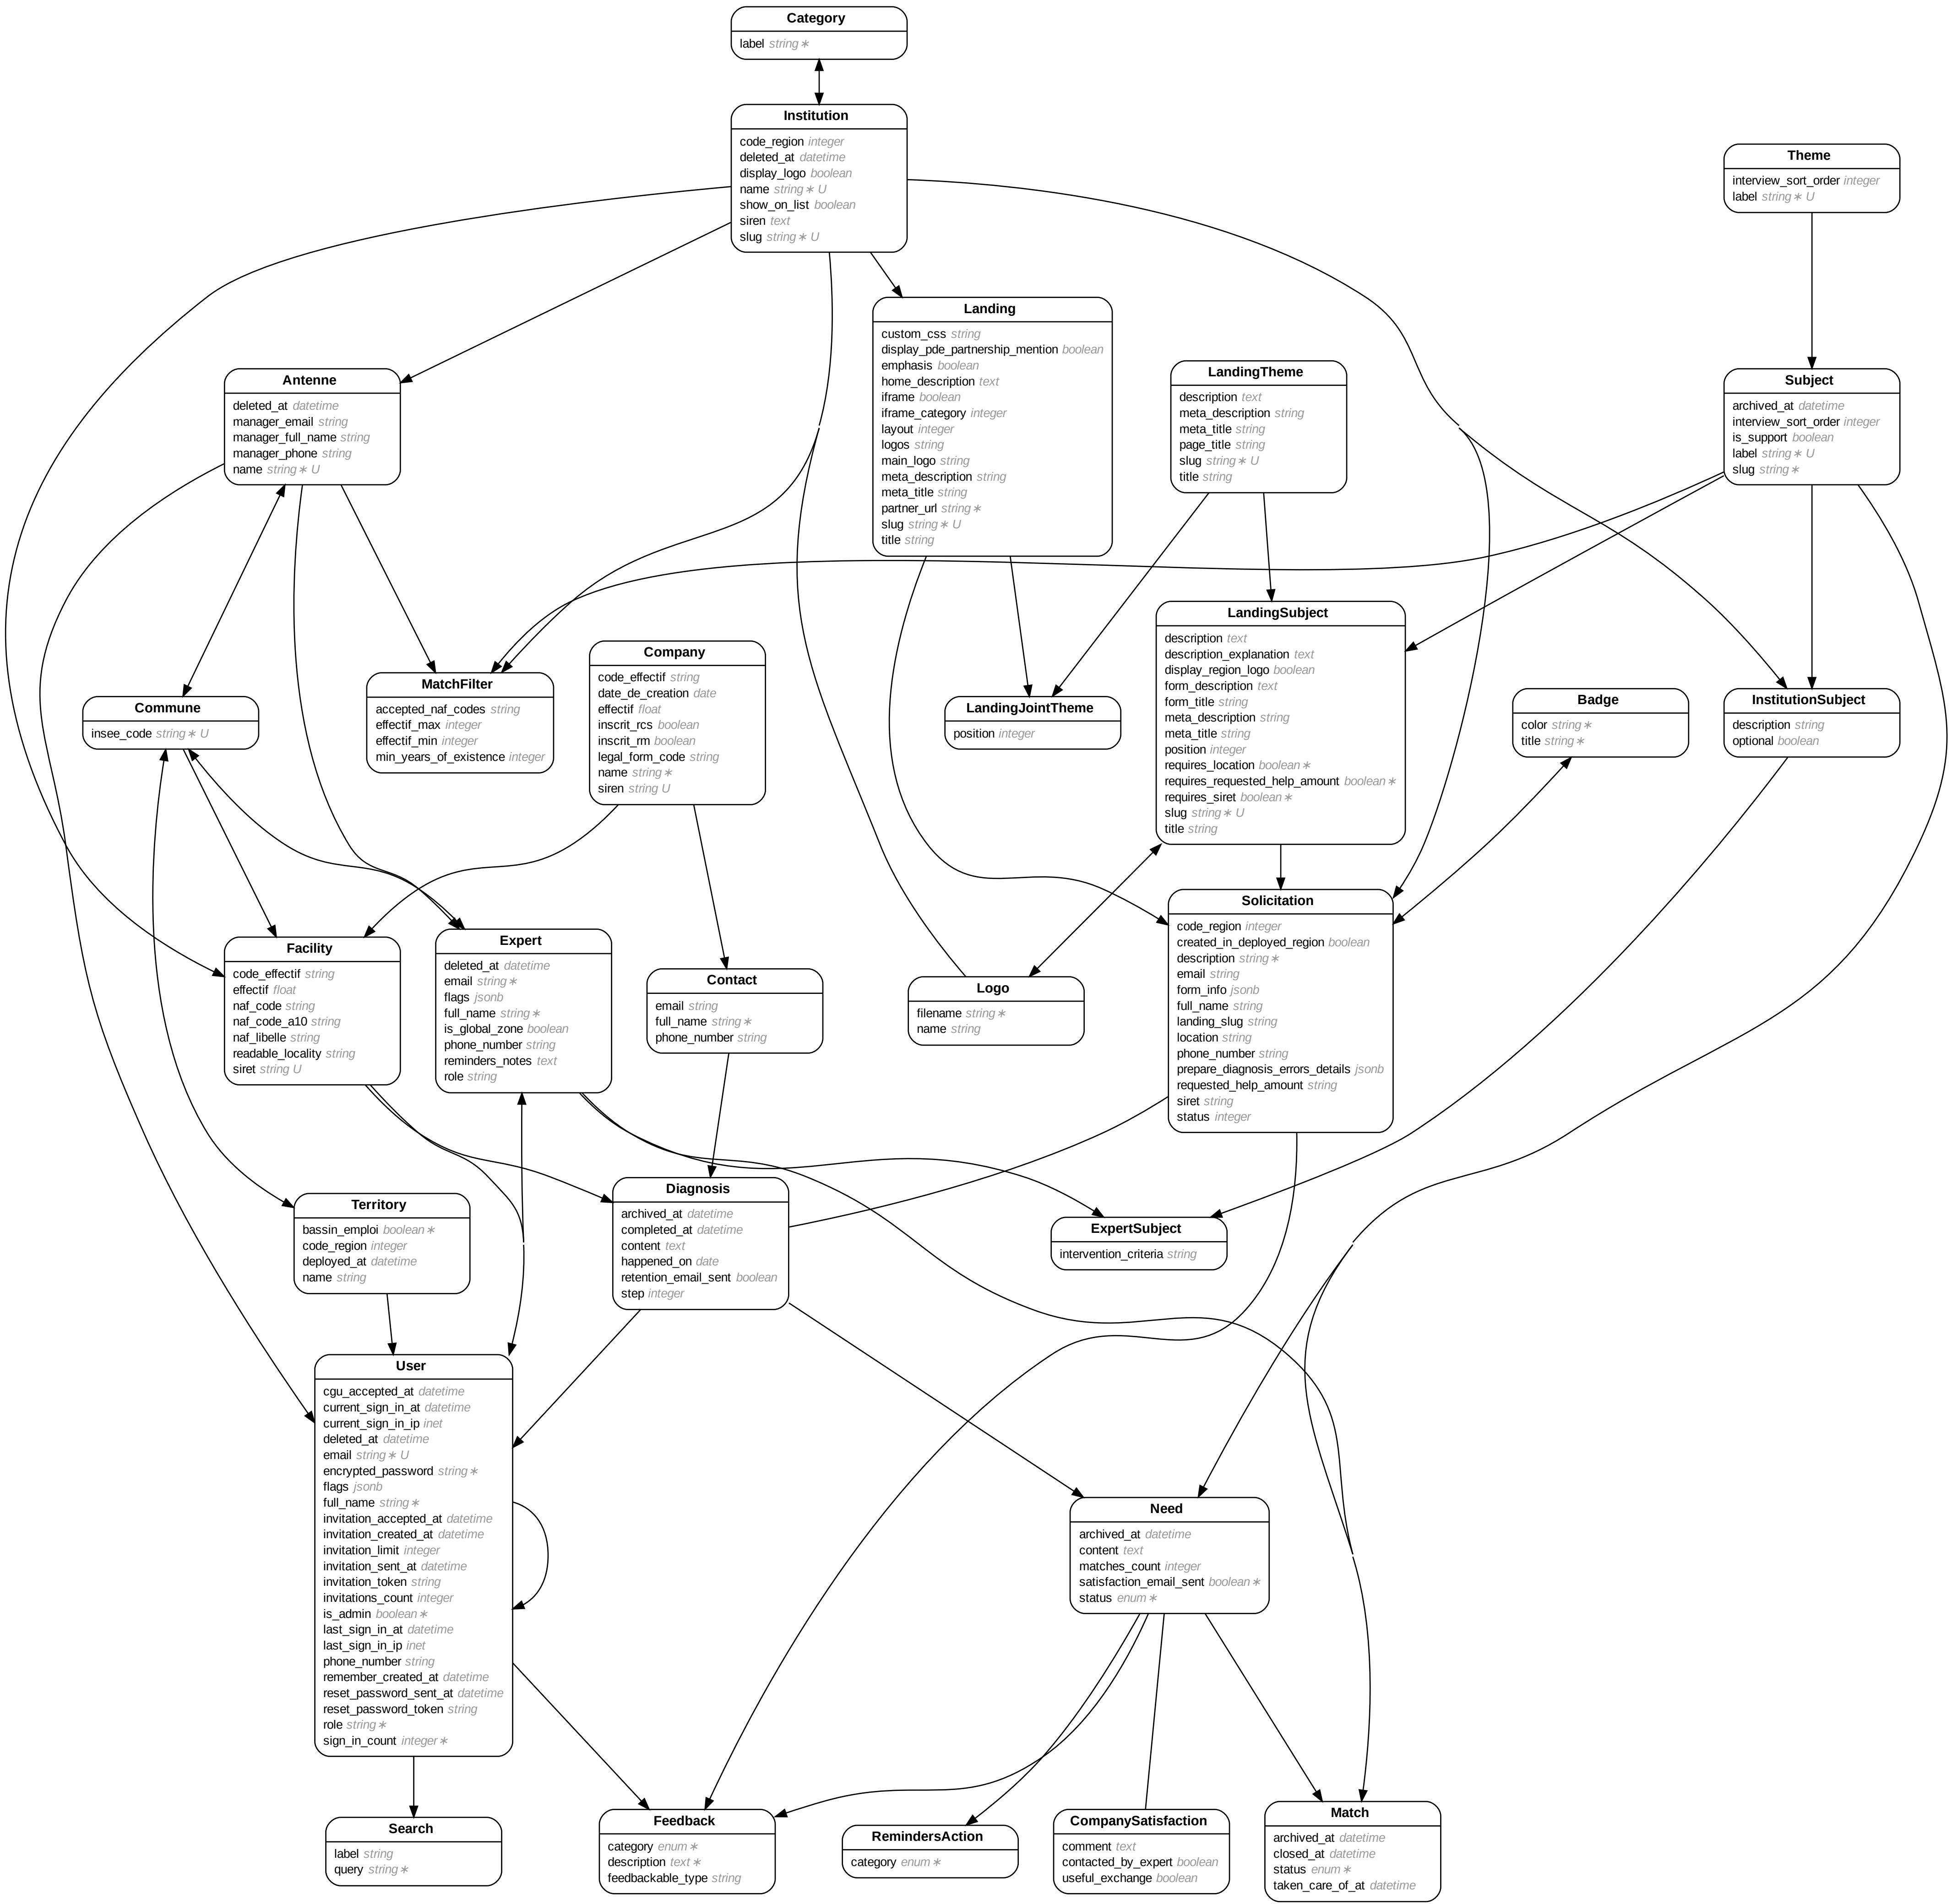 Category
label string∗
Institution
code_region integer
deleted_at datetime
display_logo boolean
name string∗ U
show_on_list boolean
siren text
slug string∗ U
Theme
interview_sort_order integer
label string∗ U
Landing
custom_css string
display_pde_partnership_mention boolean
emphasis boolean
home_description text
iframe boolean
iframe_category integer
layout integer
logos string
main_logo string
meta_description string
meta_title string
partner_url string∗
slug string∗ U
title string
LandingTheme
description text
meta_description string
meta_title string
page_title string
slug string∗ U
title string
Antenne
deleted_at datetime
manager_email string
manager_full_name string
manager_phone string
name string∗ U
Subject
archived_at datetime
interview_sort_order integer
is_support boolean
label string∗ U
slug string∗
LandingSubject
description text
description_explanation text
display_region_logo boolean
form_description text
form_title string
meta_description string
meta_title string
position integer
requires_location boolean∗
requires_requested_help_amount boolean∗
requires_siret boolean∗
slug string∗ U
title string
Company
code_effectif string
date_de_creation date
effectif float
inscrit_rcs boolean
inscrit_rm boolean
legal_form_code string
name string∗
siren string U
MatchFilter
accepted_naf_codes string
effectif_max integer
effectif_min integer
min_years_of_existence integer
Commune
insee_code string∗ U
LandingJointTheme
position integer
Badge
color string∗
title string∗
InstitutionSubject
description string
optional boolean
Solicitation
code_region integer
created_in_deployed_region boolean
description string∗
email string
form_info jsonb
full_name string
landing_slug string
location string
phone_number string
prepare_diagnosis_errors_details jsonb
requested_help_amount string
siret string
status integer
Facility
code_effectif string
effectif float
naf_code string
naf_code_a10 string
naf_libelle string
readable_locality string
siret string U
Expert
deleted_at datetime
email string∗
flags jsonb
full_name string∗
is_global_zone boolean
phone_number string
reminders_notes text
role string
Contact
email string
full_name string∗
phone_number string
Logo
filename string∗
name string
Diagnosis
archived_at datetime
completed_at datetime
content text
happened_on date
retention_email_sent boolean
step integer
Territory
bassin_emploi boolean∗
code_region integer
deployed_at datetime
name string
ExpertSubject
intervention_criteria string
User
cgu_accepted_at datetime
current_sign_in_at datetime
current_sign_in_ip inet
deleted_at datetime
email string∗ U
encrypted_password string∗
flags jsonb
full_name string∗
invitation_accepted_at datetime
invitation_created_at datetime
invitation_limit integer
invitation_sent_at datetime
invitation_token string
invitations_count integer
is_admin boolean∗
last_sign_in_at datetime
last_sign_in_ip inet
phone_number string
remember_created_at datetime
reset_password_sent_at datetime
reset_password_token string
role string∗
sign_in_count integer∗
Need
archived_at datetime
content text
matches_count integer
satisfaction_email_sent boolean∗
status enum∗
Search
label string
query string∗
Feedback
category enum∗
description text∗
feedbackable_type string
RemindersAction
category enum∗
CompanySatisfaction
comment text
contacted_by_expert boolean
useful_exchange boolean
Match
archived_at datetime
closed_at datetime
status enum∗
taken_care_of_at datetime